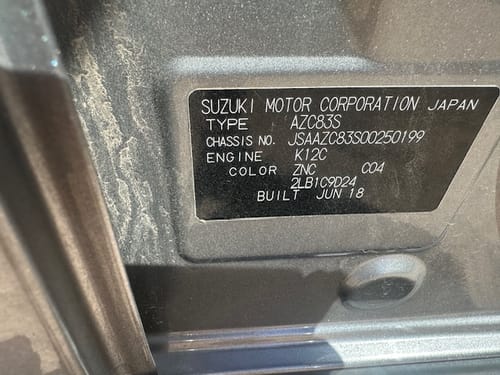 SUZUKI MOTOR CORPORATION JAPAN
TYPE AZC83S
CHASSIS NO. JSAAZC83S00250199
ENGINE K12C
COLOR ZNC C04
2LB1C9D24
BUILT JUN 18